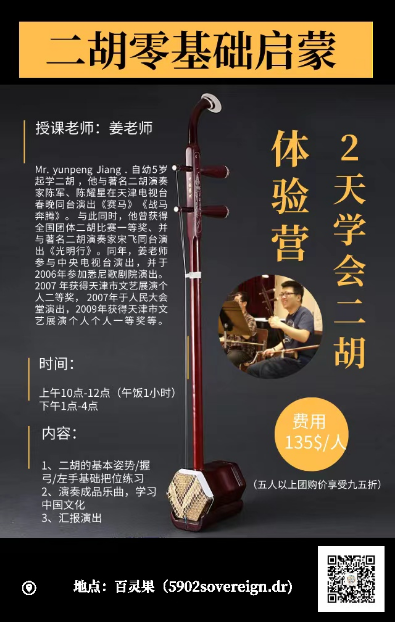 二胡零基础启蒙
授课老师：姜老师
Mr. yunpeng Jiang . 自幼5岁
起学二胡 ，他与著名二胡演奏
家陈军、陈耀星在天津电视台
春晚同台演出《赛马》《战马
奔腾》。 与此同时，他曾获得
全国团体二胡比赛一等奖、并
与著名二胡演奏家宋飞同台演
出《光明行》。同年，姜老师
参与中央电视台演出，并于
2006年参加悉尼歌剧院演出。
2007 年获得天津市文艺展演个
人二等奖， 2007年于人民大会
堂演出，2009年获得天津市文
艺展演个人个人一等奖等。
体验营
2天学会二胡
时间：
上午10点-12点（午饭1小时）
下午1点-4点
费用
135$/人
（五人以上团购价享受九五折）
内容：
1、二胡的基本姿势/握
弓/左手基础把位练习
2、演奏成品乐曲，学习
中国文化
3、汇报演出
地点：百灵果（5902sovereign.dr）